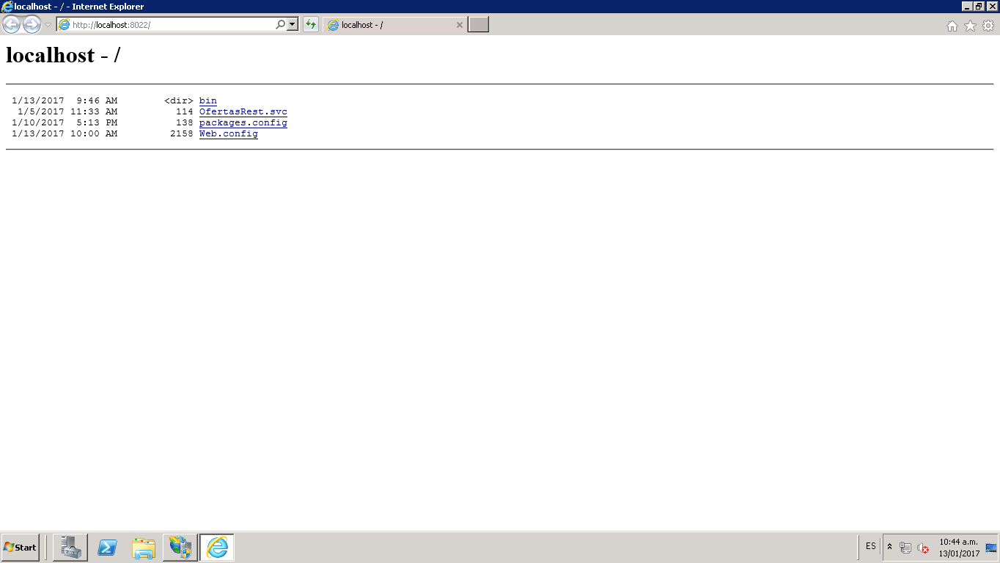 localhost - / - Internet Explorer
http://localhost:8022/
localhost - /
localhost - /
1/13/2017 9:46 AM <dir> bin
1/5/2017 11:33 AM 114 OfertasRest.svc
1/10/2017 5:13 PM 138 packages.config
1/13/2017 10:00 AM 2158 Web.config
Start
ES
10:44 a.m.
13/01/2017